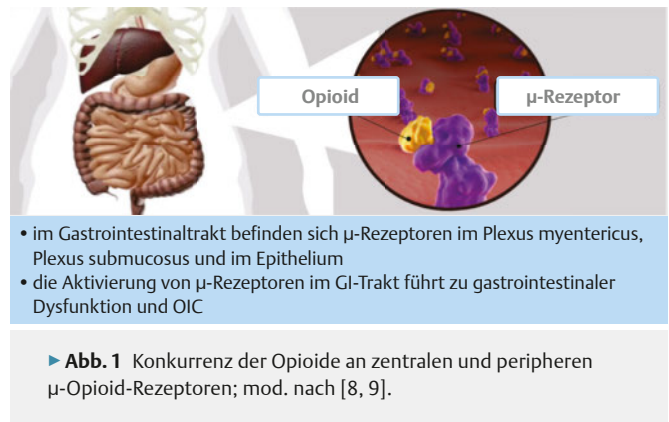 Opioid
µ-Rezeptor
• im Gastrointestinaltrakt befinden sich µ-Rezeptoren im Plexus myentericus,
Plexus submucosus und im Epithelium
• die Aktivierung von µ-Rezeptoren im GI-Trakt führt zu gastrointestinaler
Dysfunktion und OIC
▶ Abb. 1 Konkurrenz der Opioide an zentralen und peripheren
µ-Opioid-Rezeptoren; mod. nach [8, 9].